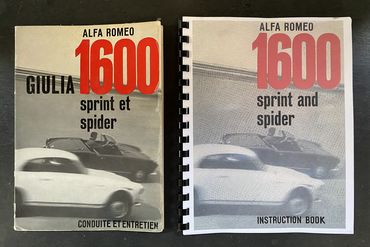 ALFA ROMEO
GIULIA 1600
sprint et
spider
CONDUITE ET ENTRETIEN
ALFA ROMEO
1600
sprint and
spider
INSTRUCTION BOOK